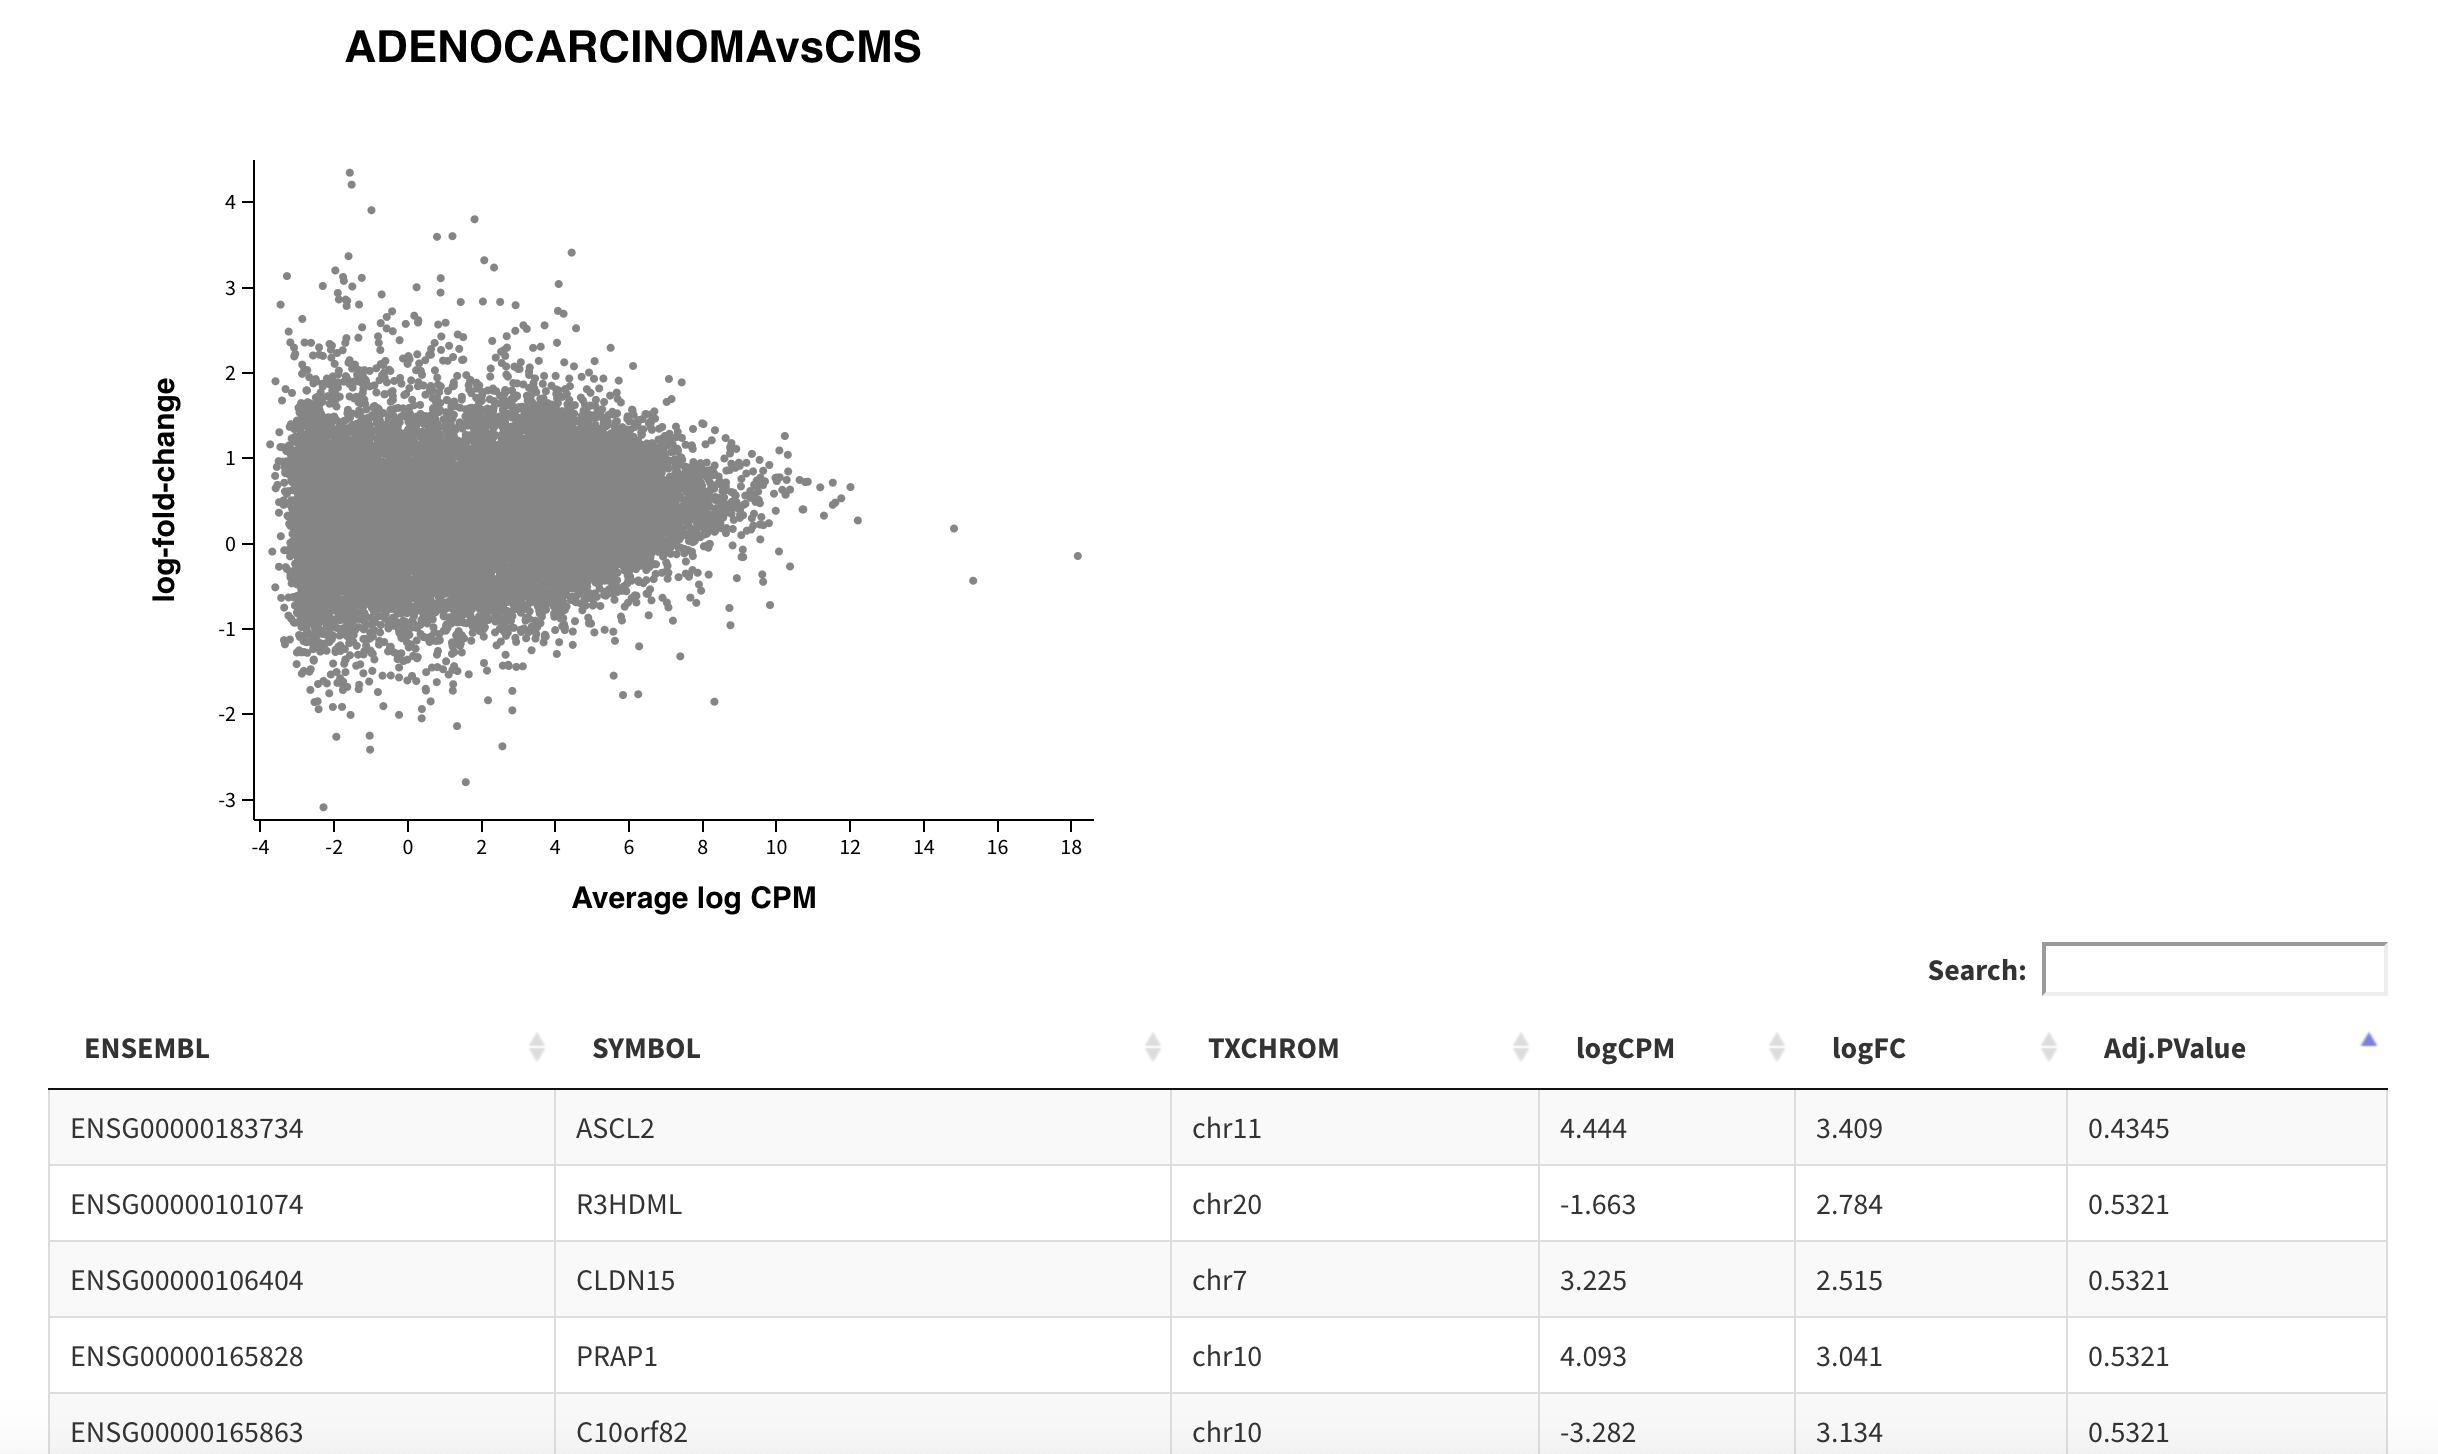 ADENOCARCINOMAvsCMS
log-fold-change
4
3
2
1
0
-1
-2
-3
-4 -2 0 2 4 6 8 10 12 14 16 18
Average log CPM
Search:
ENSEMBL SYMBOL TXCHROM logCPM logFC Adj.PValue
ENSG00000183734 ASCL2 chr11 4.444 3.409 0.4345
ENSG00000101074 R3HDML chr20 -1.663 2.784 0.5321
ENSG00000106404 CLDN15 chr7 3.225 2.515 0.5321
ENSG00000165828 PRAP1 chr10 4.093 3.041 0.5321
ENSG00000165863 C10orf82 chr10 -3.282 3.134 0.5321